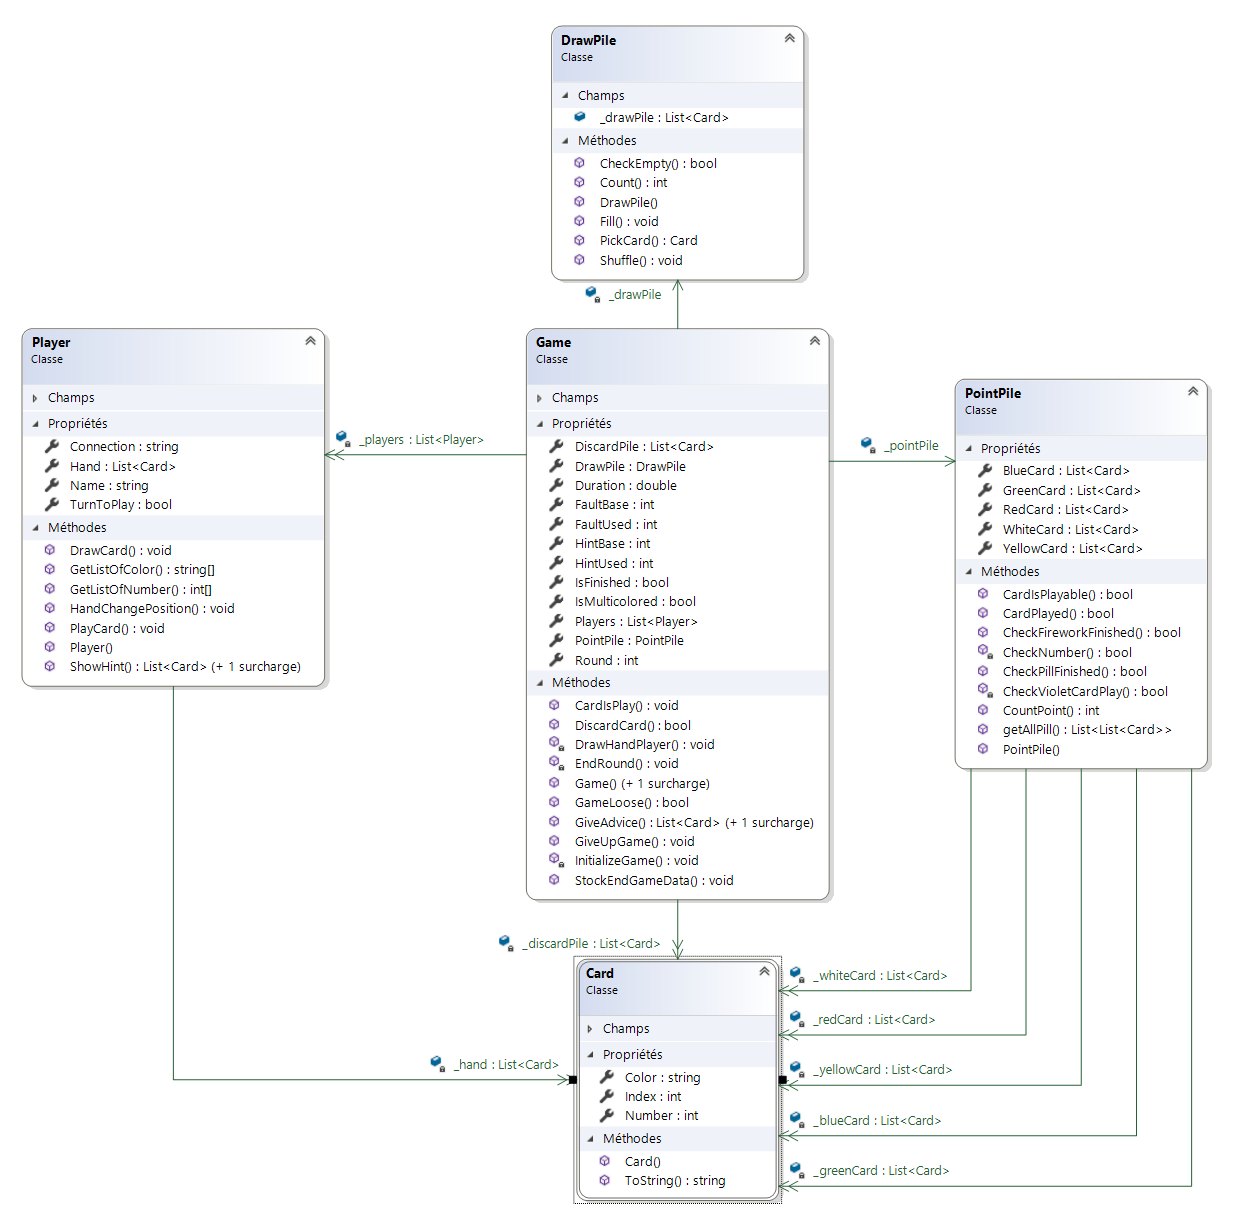 DrawPile
Classe
Champs
_drawPile : List<Card>
Méthodes
CheckEmpty() : bool
Count() : int
DrawPile()
Fill() : void
PickCard() : Card
Shuffle() : void
_drawPile
Player
Classe
Champs
Propriétés
Connection : string
Hand : List<Card>
Name : string
TurnToPlay : bool
Méthodes
DrawCard() : void
GetListOfColor() : string[]
GetListOfNumber() : int[]
HandChangePosition() : void
PlayCard() : void
Player()
ShowHint() : List<Card> (+ 1 surcharge)
_players : List<Player>
Game
Classe
Champs
Propriétés
DiscardPile : List<Card>
DrawPile : DrawPile
Duration : double
FaultBase : int
FaultUsed : int
HintBase : int
HintUsed : int
IsFinished : bool
IsMulticolored : bool
Players : List<Player>
PointPile : PointPile
Round : int
Méthodes
CardIsPlay() : void
DiscardCard() : bool
DrawHandPlayer() : void
EndRound() : void
Game() (+ 1 surcharge)
GameLoose() : bool
GiveAdvice() : List<Card> (+ 1 surcharge)
GiveUpGame() : void
InitializeGame() : void
StockEndGameData() : void
_pointPile
PointPile
Classe
Propriétés
BlueCard : List<Card>
GreenCard : List<Card>
RedCard : List<Card>
WhiteCard : List<Card>
YellowCard : List<Card>
Méthodes
CardIsPlayable() : bool
CardPlayed() : bool
CheckFireworkFinished() : bool
CheckNumber() : bool
CheckPillFinished() : bool
CheckVioletCardPlay() : bool
CountPoint() : int
getAllPill() : List<List<Card>>
PointPile()
_discardPile : List<Card>
_hand : List<Card>
Card
Classe
Champs
Propriétés
Color : string
Index : int
Number : int
Méthodes
Card()
ToString() : string
_whiteCard : List<Card>
_redCard : List<Card>
_yellowCard : List<Card>
_blueCard : List<Card>
_greenCard : List<Card>